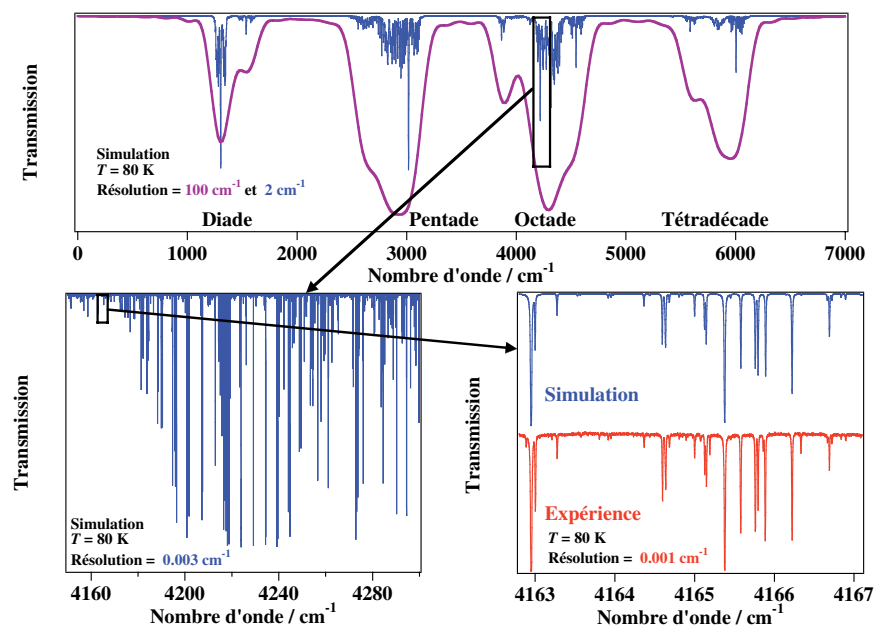 Transmission
Simulation
T = 80 K
Résolution = 100 cm-1 et 2 cm-1
Diade Pentade Octade Tétradécade
0 1000 2000 3000 4000 5000 6000 7000
Nombre d'onde / cm-1
Transmission
Simulation
T = 80 K
Résolution = 0.003 cm-1
4160 4200 4240 4280
Nombre d'onde / cm-1
Transmission
Simulation
Expérience
T = 80 K
Résolution = 0.001 cm-1
4163 4164 4165 4166 4167
Nombre d'onde / cm-1